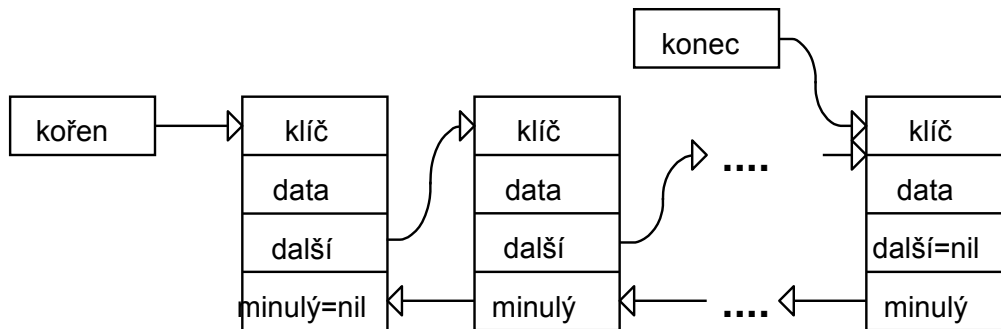 konec
kořen
klíč
klíč
klíč
data
data
....
data
další
další
další=nil
minulý=nil
minulý
....
minulý